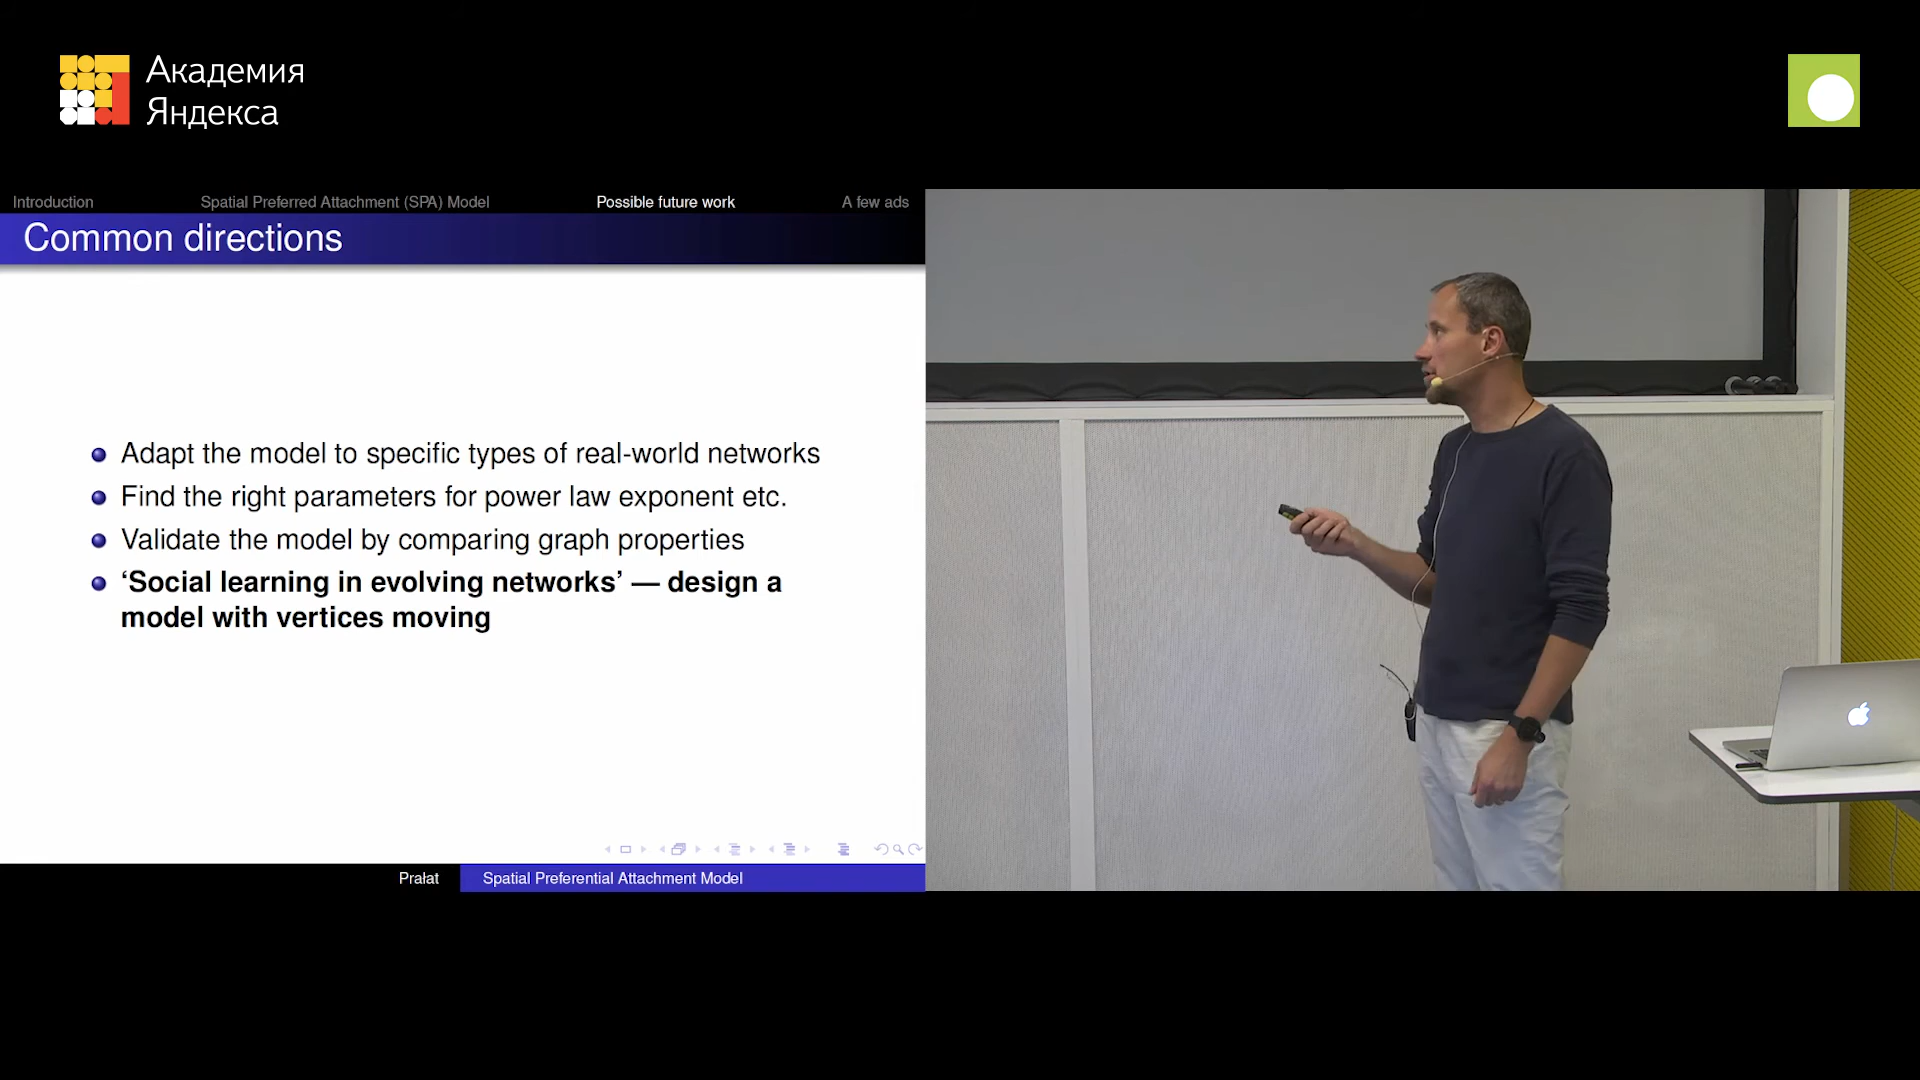 Академия
Яндекса
Introduction
Spatial Preferred Attachment (SPA) Model
Possible future work
A few ads
Common directions
Adapt the model to specific types of real-world networks
Find the right parameters for power law exponent etc.
Validate the model by comparing graph properties
‘Social learning in evolving networks’ — design a
model with vertices moving
Prałat
Spatial Preferential Attachment Model